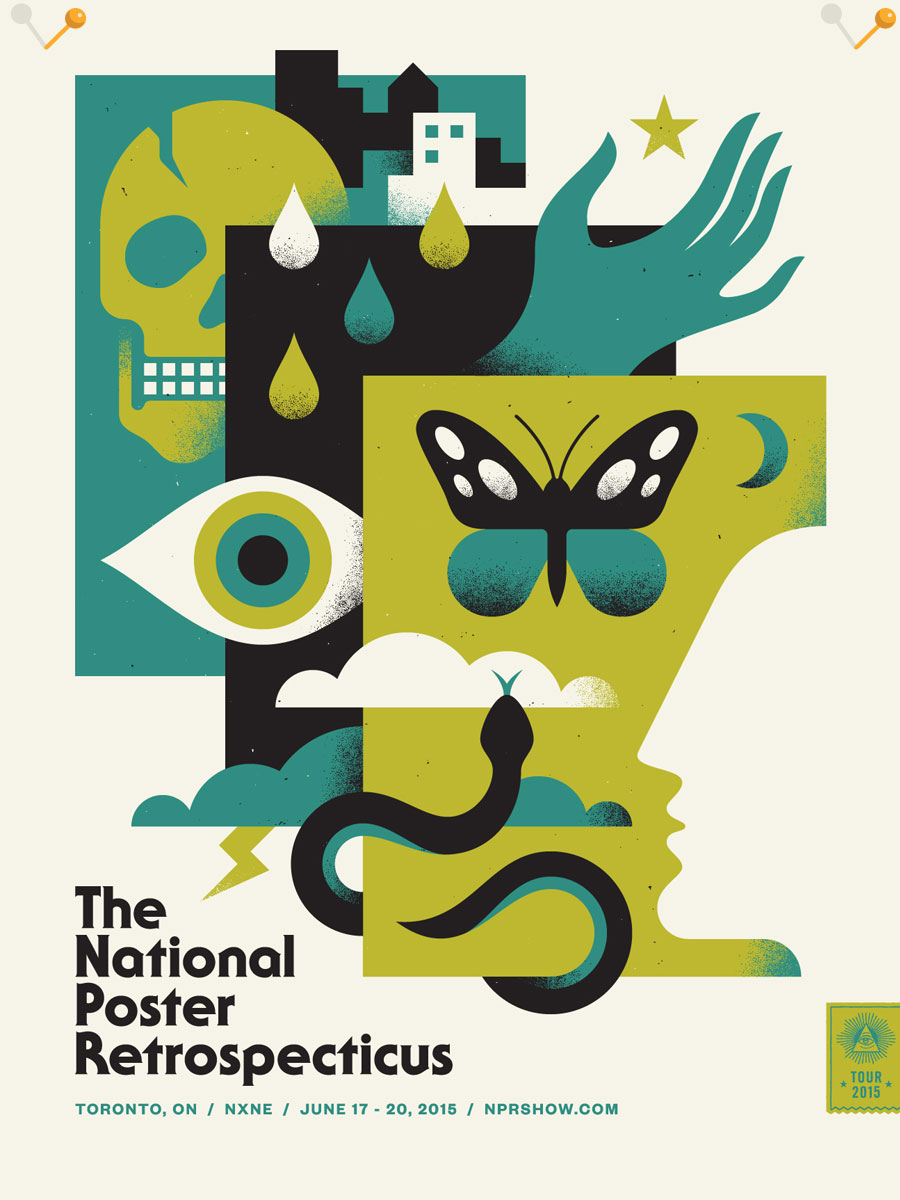 The
National
Poster
Retrospecticus
TORONTO, ON / NXNE / JUNE 17 - 20, 2015 / NPRSHOW.COM
TOUR
2015